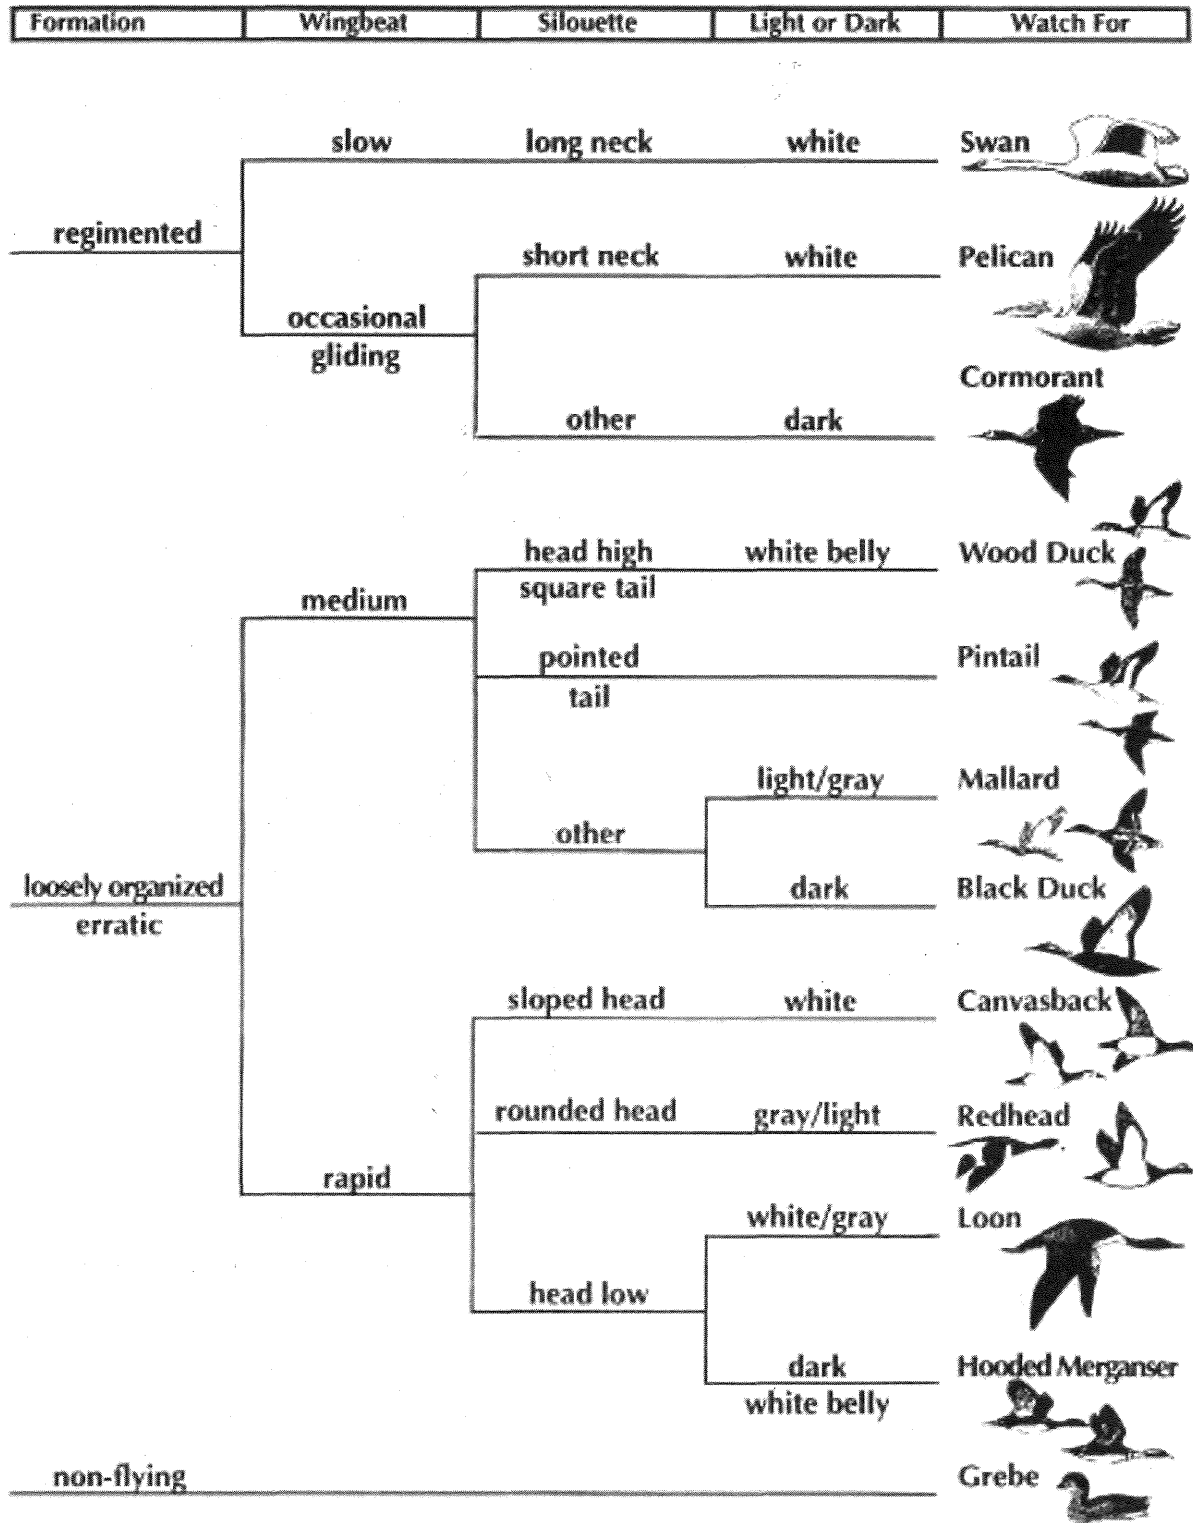 Formation Wingbeat Silouette Light or Dark Watch For
slow long neck white Swan
regimented
short neck white Pelican
occasional
gliding
Cormorant
other dark
head high white belly Wood Duck
square tail
medium
pointed Pintail
tail
light/gray Mallard
other
loosely organized dark Black Duck
erratic
sloped head white Canvasback
rounded head gray/light Redhead
rapid
white/gray Loon
head low
dark Hooded Merganser
white belly
non-flying Grebe